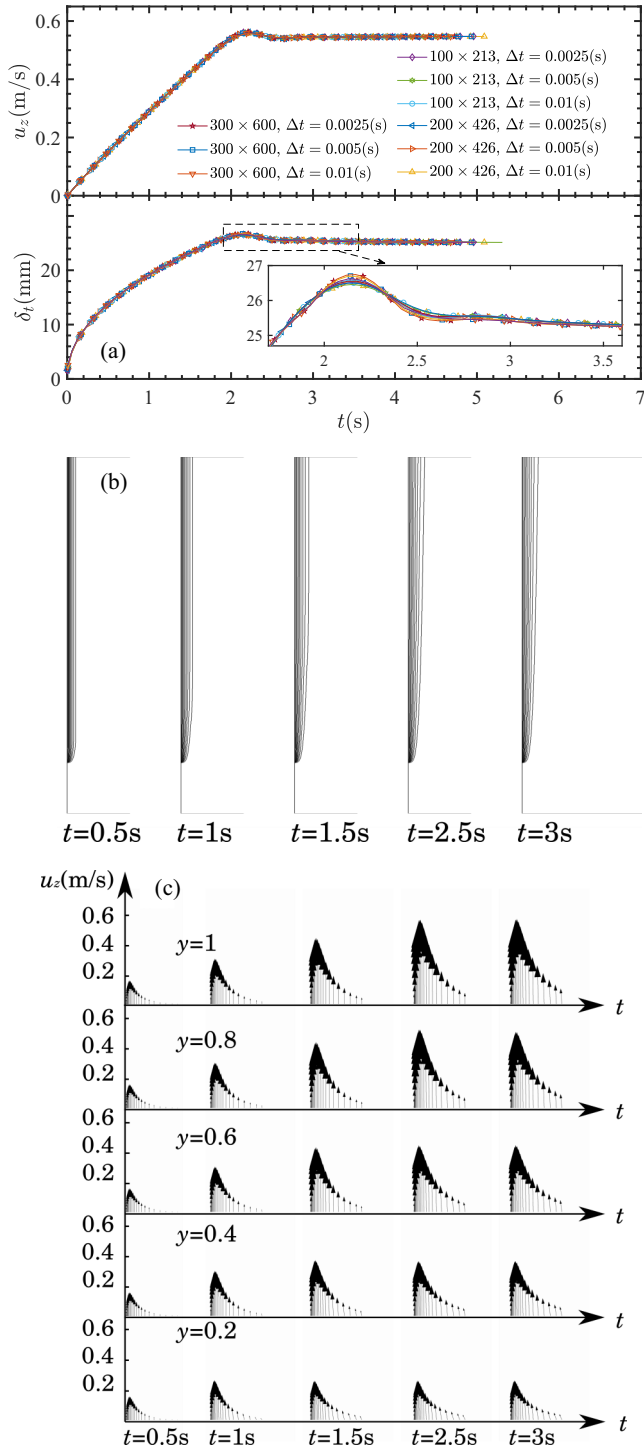 0.6
0.4
0.2
0
u_z(m/s)
100 × 213, Δt = 0.0025(s)
100 × 213, Δt = 0.005(s)
100 × 213, Δt = 0.01(s)
300 × 600, Δt = 0.0025(s)
200 × 426, Δt = 0.0025(s)
300 × 600, Δt = 0.005(s)
200 × 426, Δt = 0.005(s)
300 × 600, Δt = 0.01(s)
200 × 426, Δt = 0.01(s)
20
10
0
δ_t(mm)
27
26
25
2 2.5 3 3.5
(a)
0 1 2 3 4 5 6 7
t(s)
(b)
t=0.5s t=1s t=1.5s t=2.5s t=3s
u_z(m/s) (c)
0.6
0.4
0.2
y=1
t
0.6
0.4
0.2
y=0.8
t
0.6
0.4
0.2
y=0.6
t
0.6
0.4
0.2
y=0.4
t
0.6
0.4
0.2
y=0.2
t
t=0.5s t=1s t=1.5s t=2.5s t=3s